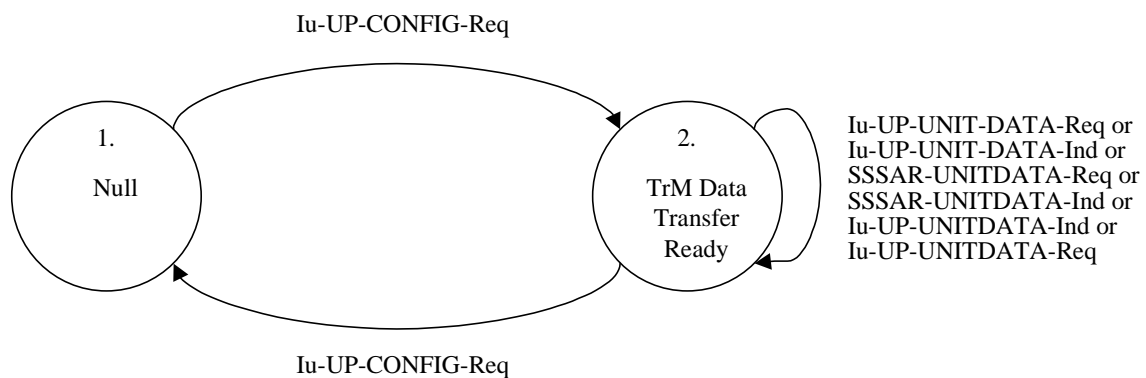 Iu-UP-CONFIG-Req
1.
Null
2.
TrM Data
Transfer
Ready
Iu-UP-UNIT-DATA-Req or
Iu-UP-UNIT-DATA-Ind or
SSSAR-UNITDATA-Req or
SSSAR-UNITDATA-Ind or
Iu-UP-UNITDATA-Ind or
Iu-UP-UNITDATA-Req
Iu-UP-CONFIG-Req